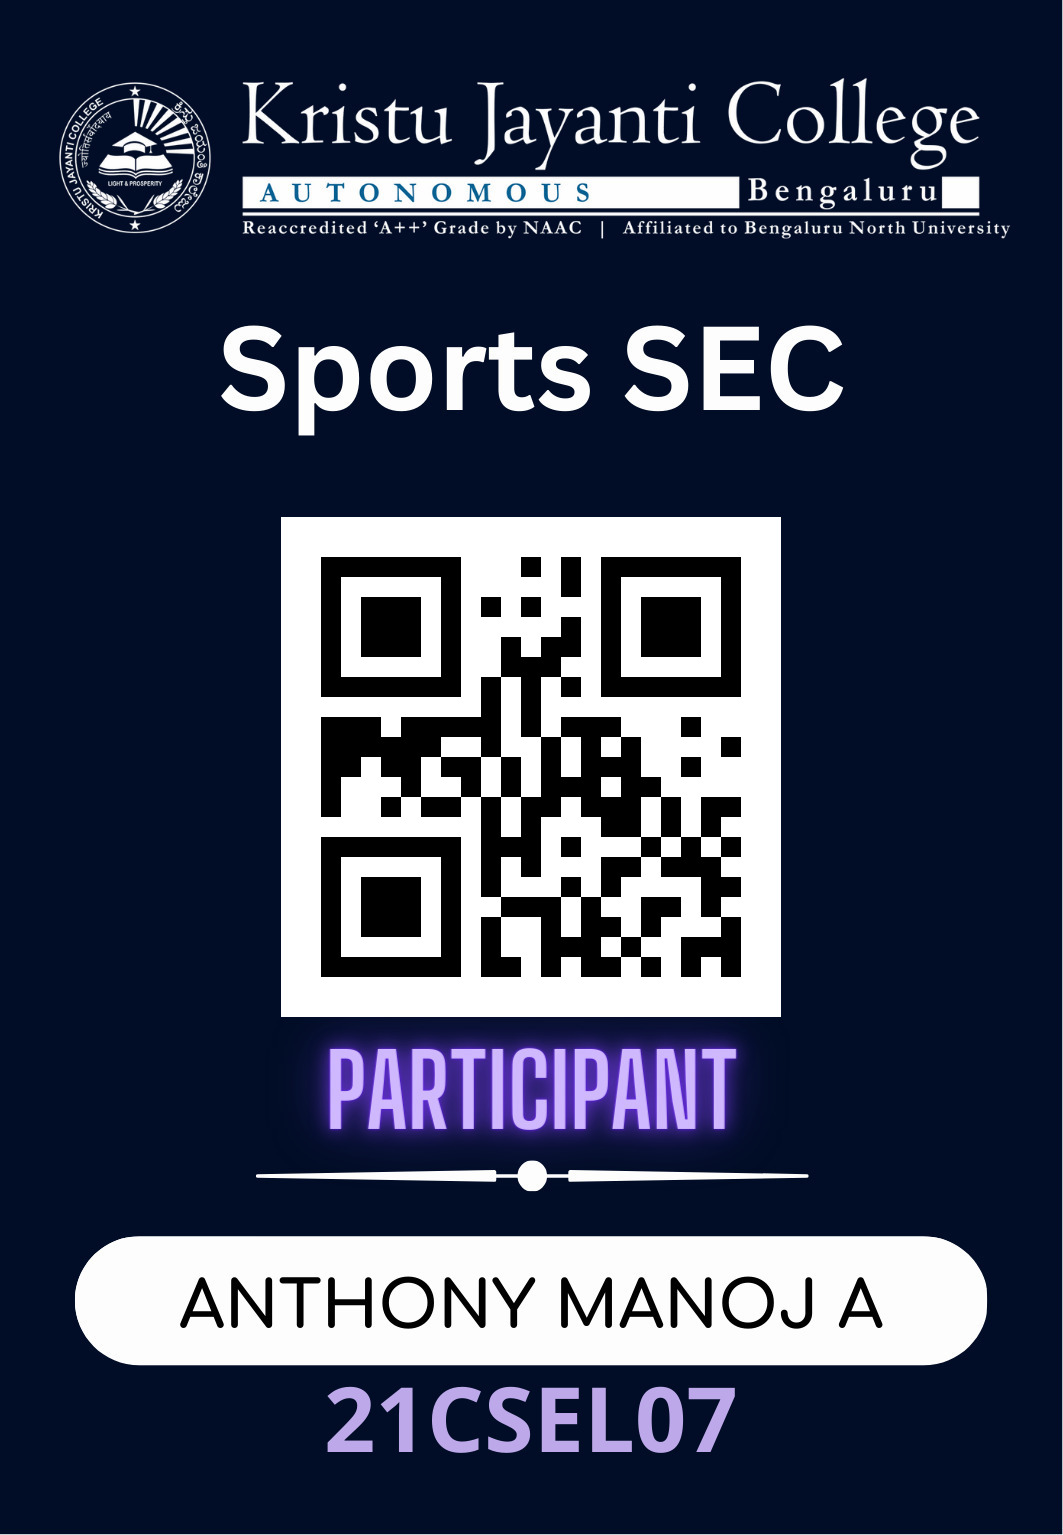 Kristu Jayanti College
AUTONOMOUS Bengaluru
Reaccredited ‘A++’ Grade by NAAC | Affiliated to Bengaluru North University
KRISTU JAYANTI COLLEGE
ಕ್ರಿಸ್ತು ಜಯಂತಿ ಕಾಲೇಜು
LIGHT & PROSPERITY
Sports SEC
PARTICIPANT
ANTHONY MANOJ A
21CSEL07